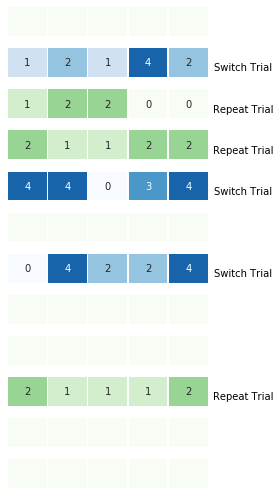 1 2 1 4 2 Switch Trial
1 2 2 0 0 Repeat Trial
2 1 1 2 2 Repeat Trial
4 4 0 3 4 Switch Trial
0 4 2 2 4 Switch Trial
2 1 1 1 2 Repeat Trial